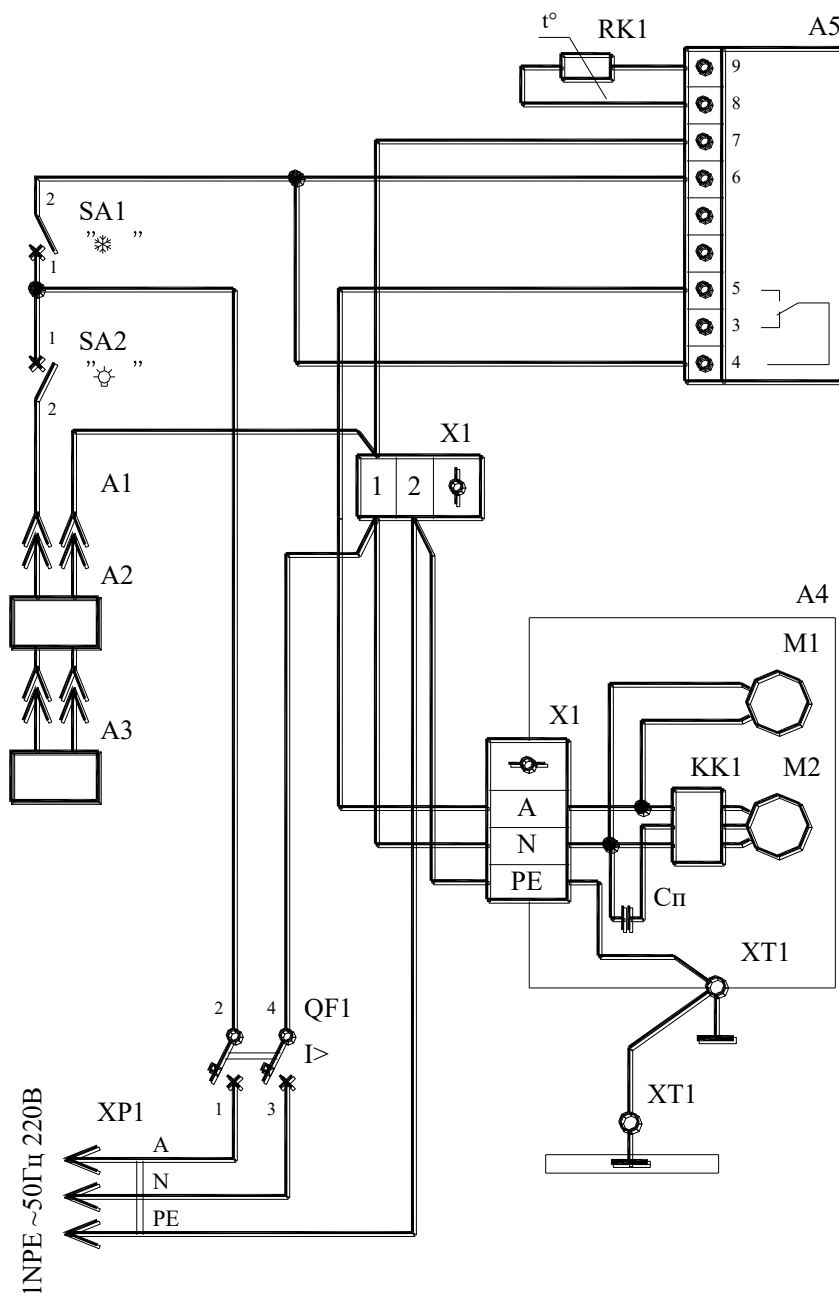 t° RK1 A5
9
8
7
6
5
3
4
2
SA1
” ❄ ”
1
1
SA2
” ”
2
X1
A1
1 2
A2
A4
M1
A3
X1
KK1 M2
A
N
PE
Cп
XT1
2 4 QF1
I>
XT1
XP1 1 3
A
N
PE
1NPE ~50Гц 220В